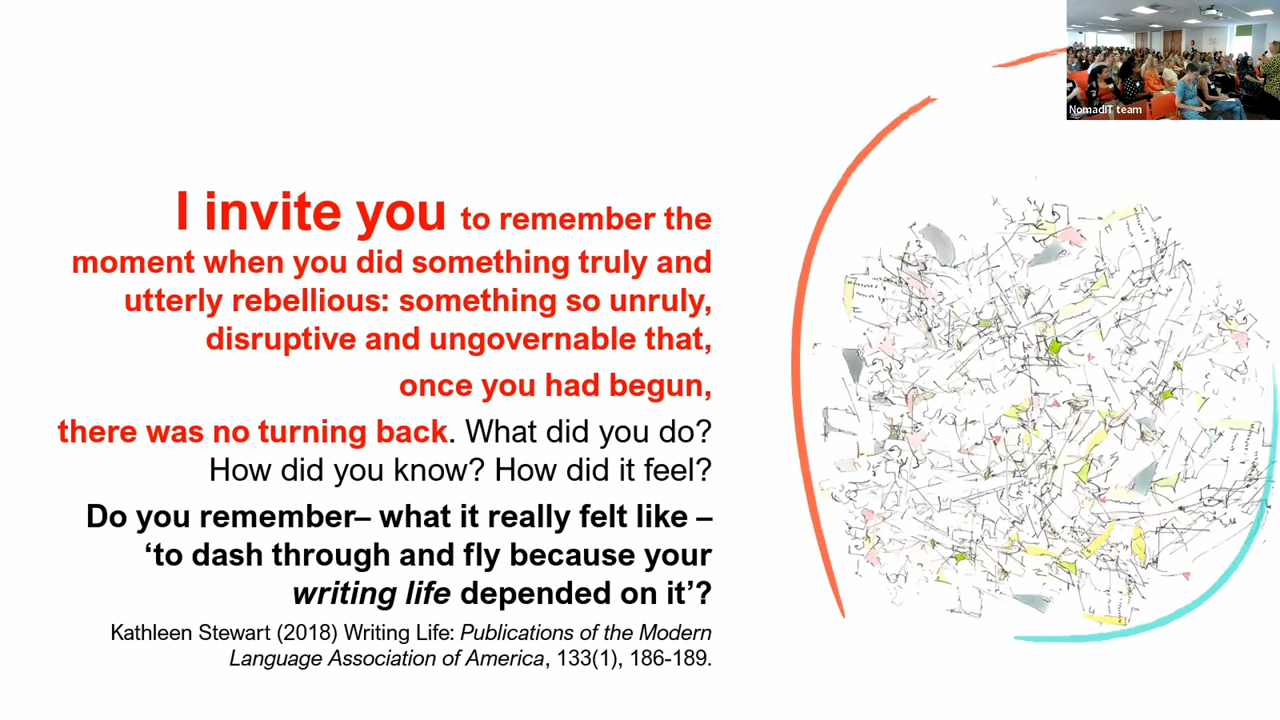 NomadIT team
I invite you to remember the
moment when you did something truly and
utterly rebellious: something so unruly,
disruptive and ungovernable that,
once you had begun,
there was no turning back. What did you do?
How did you know? How did it feel?
Do you remember– what it really felt like –
‘to dash through and fly because your
writing life depended on it’?
Kathleen Stewart (2018) Writing Life: Publications of the Modern
Language Association of America, 133(1), 186-189.